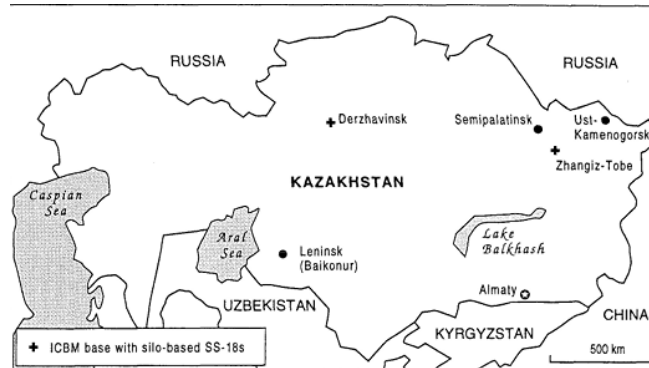 RUSSIA
RUSSIA
Derzhavinsk
Semipalatinsk
Ust-
Kamenogorsk
Zhangiz-Tobe
KAZAKHSTAN
Caspian
Sea
Aral
Sea
Lake
Balkhash
Leninsk
(Baikonur)
Almaty
UZBEKISTAN
CHINA
KYRGYZSTAN
ICBM base with silo-based SS-18s
500 km